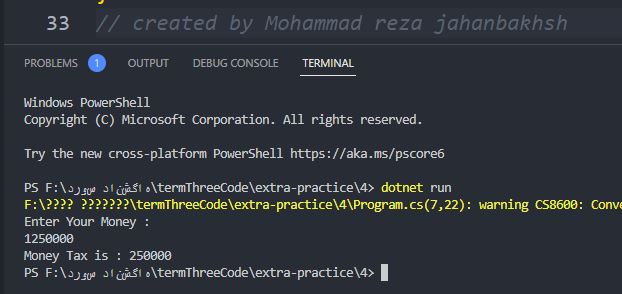 33 // created by Mohammad reza jahanbakhsh
PROBLEMS 1 OUTPUT DEBUG CONSOLE TERMINAL
Windows PowerShell
Copyright (C) Microsoft Corporation. All rights reserved.
Try the new cross-platform PowerShell https://aka.ms/pscore6
PS F:\دروس دانشگاه\termThreeCode\extra-practice\4> dotnet run
F:\???? ???????\termThreeCode\extra-practice\4\Program.cs(7,22): warning CS8600: Conve
Enter Your Money :
1250000
Money Tax is : 250000
PS F:\دروس دانشگاه\termThreeCode\extra-practice\4>